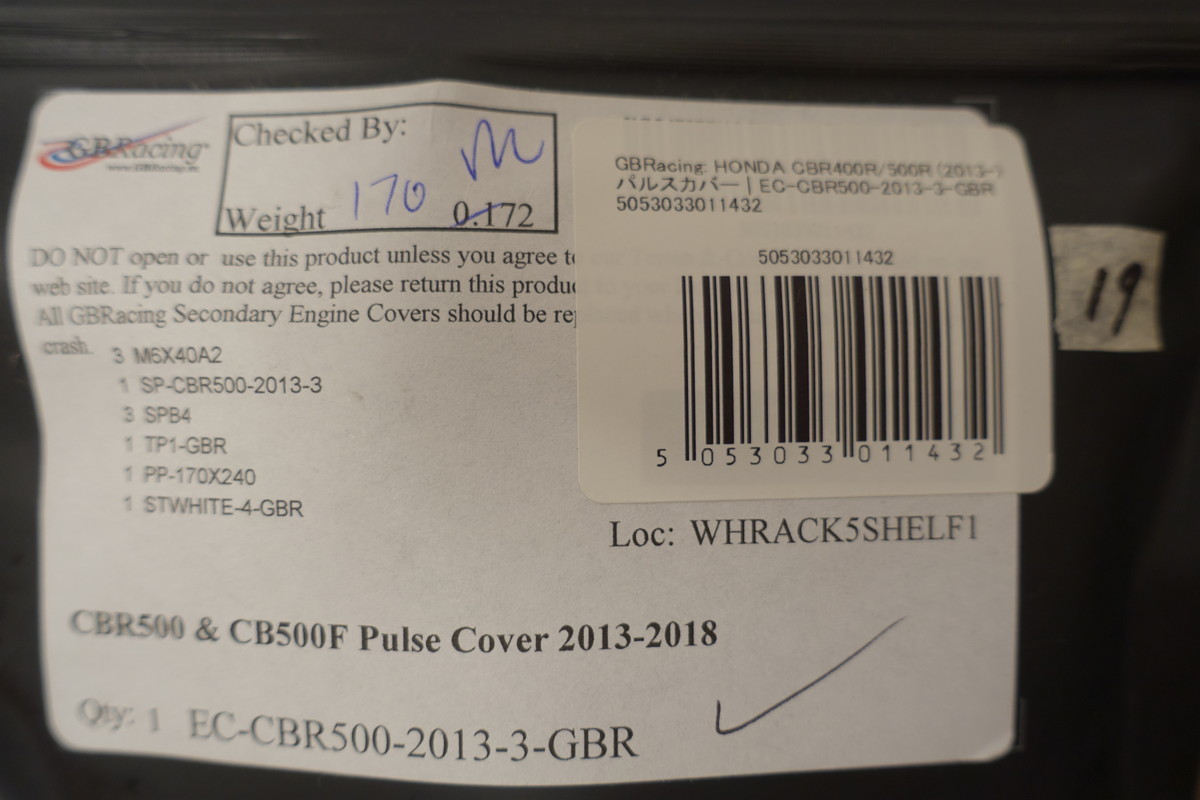 GBRacing
Checked By:
Weight 170 0.172
DO NOT open or use this product unless you agree to
web site. If you do not agree, please return this produc
All GBRacing Secondary Engine Covers should be rep
crash.
3 M6X40A2
1 SP-CBR500-2013-3
3 SPB4
1 TP1-GBR
1 PP-170X240
1 STWHITE-4-GBR
GBRacing: HONDA CBR400R/500R (2013-)
パルスカバー | EC-CBR500-2013-3-GBR
5053033011432
5053033011432
5 053033 011432
19
Loc: WHRACK5SHELF1
CBR500 & CB500F Pulse Cover 2013-2018
Qty: 1 EC-CBR500-2013-3-GBR